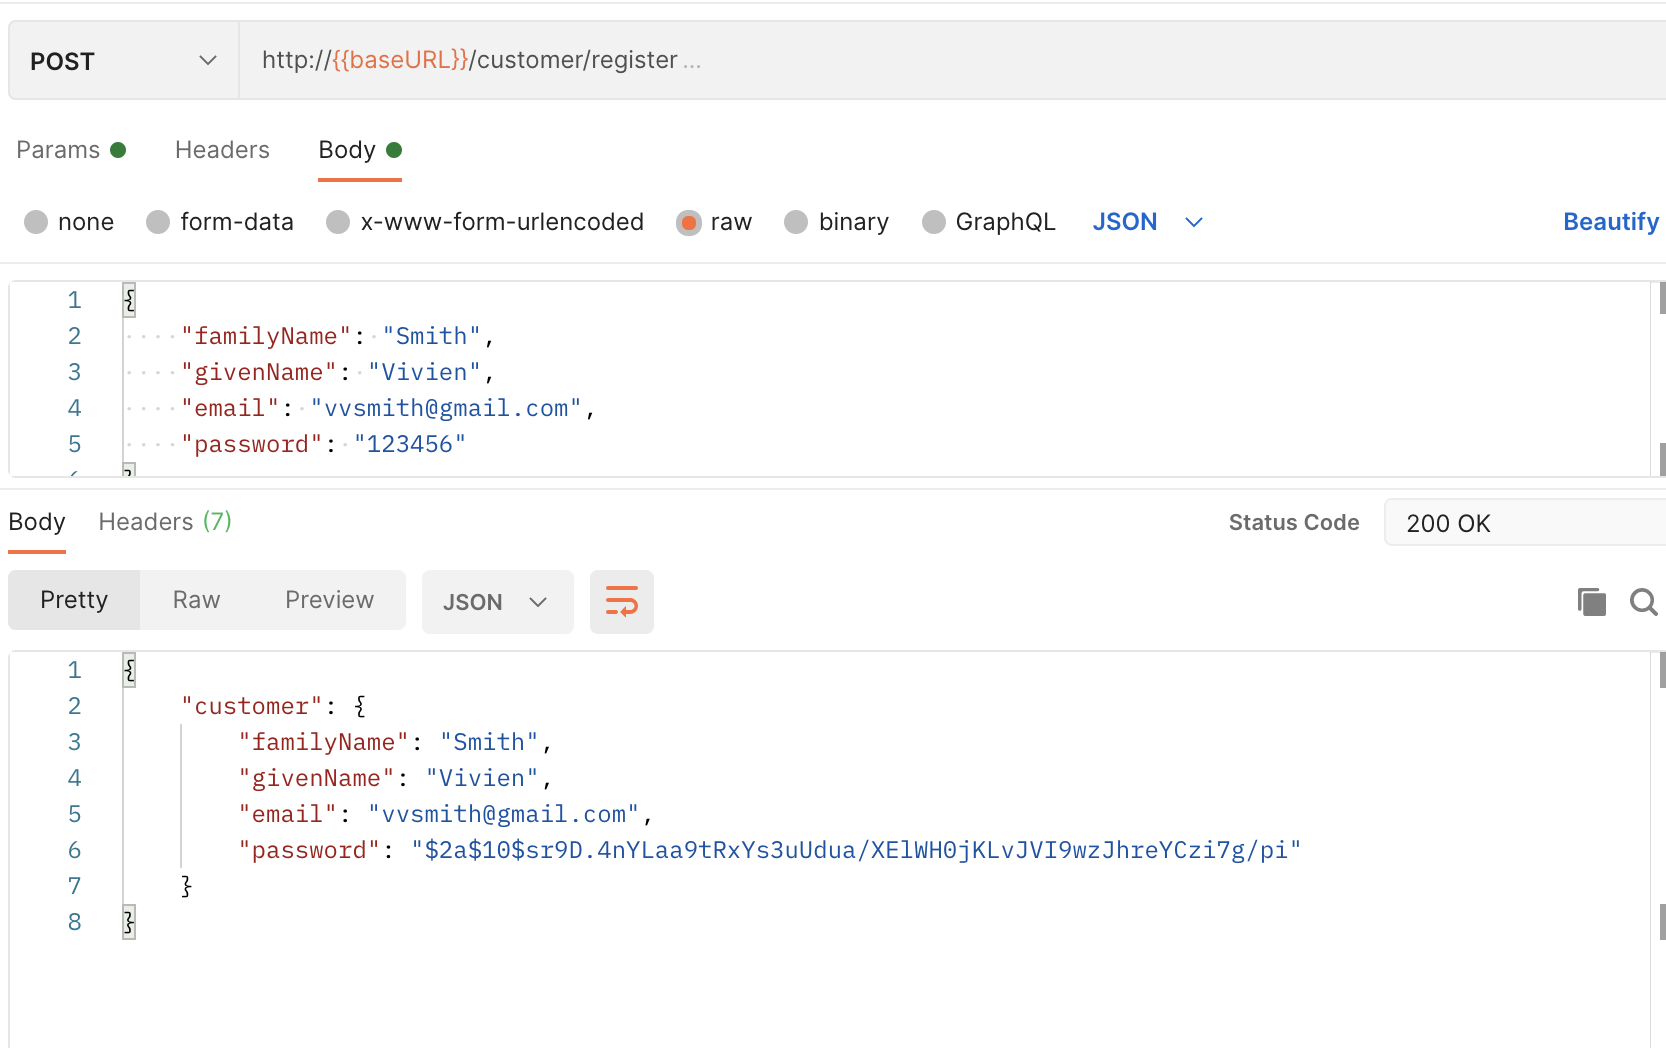 POST http://{{baseURL}}/customer/register ...
Params Headers Body
none form-data x-www-form-urlencoded raw binary GraphQL JSON Beautify
1 {
2 "familyName": "Smith",
3 "givenName": "Vivien",
4 "email": "vvsmith@gmail.com",
5 "password": "123456"
}
Body Headers (7) Status Code 200 OK
Pretty Raw Preview JSON
1 {
2 "customer": {
3 "familyName": "Smith",
4 "givenName": "Vivien",
5 "email": "vvsmith@gmail.com",
6 "password": "$2a$10$sr9D.4nYLaa9tRxYs3uUdua/XElWH0jKLvJVI9wzJhreYCzi7g/pi"
7 }
8 }